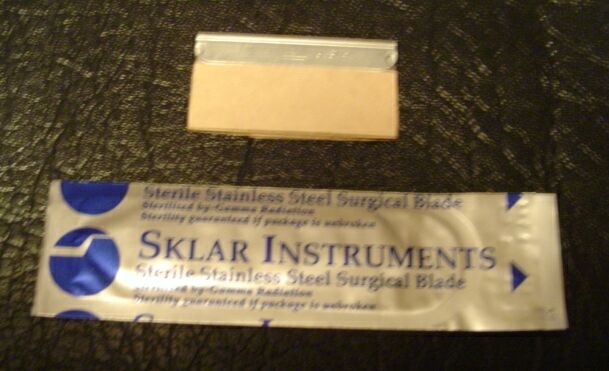 Sterile Stainless Steel Surgical Blade
Sterilized by Gamma Radiation
Sterility guaranteed if package is unbroken
SKLAR INSTRUMENTS
Sterile Stainless Steel Surgical Blade
Sterilized by Gamma Radiation
Sterility guaranteed if package is unbroken